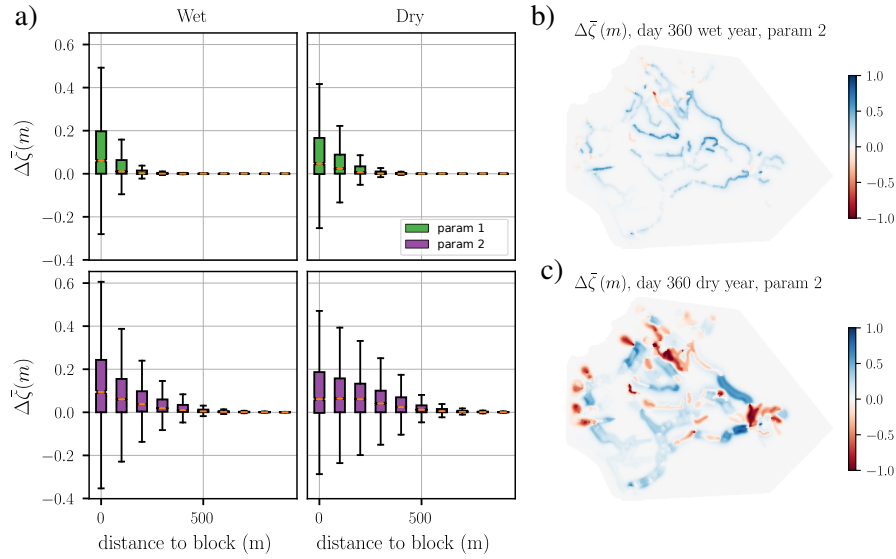 a)
Wet
Dry
0.6
0.4
0.2
0.0
−0.2
−0.4
Δζ̄(m)
param 1
param 2
0.6
0.4
0.2
0.0
−0.2
−0.4
Δζ̄(m)
0
500
0
500
distance to block (m)
distance to block (m)
b)
Δζ̄(m), day 360 wet year, param 2
1.0
0.5
0.0
−0.5
−1.0
c)
Δζ̄(m), day 360 dry year, param 2
1.0
0.5
0.0
−0.5
−1.0